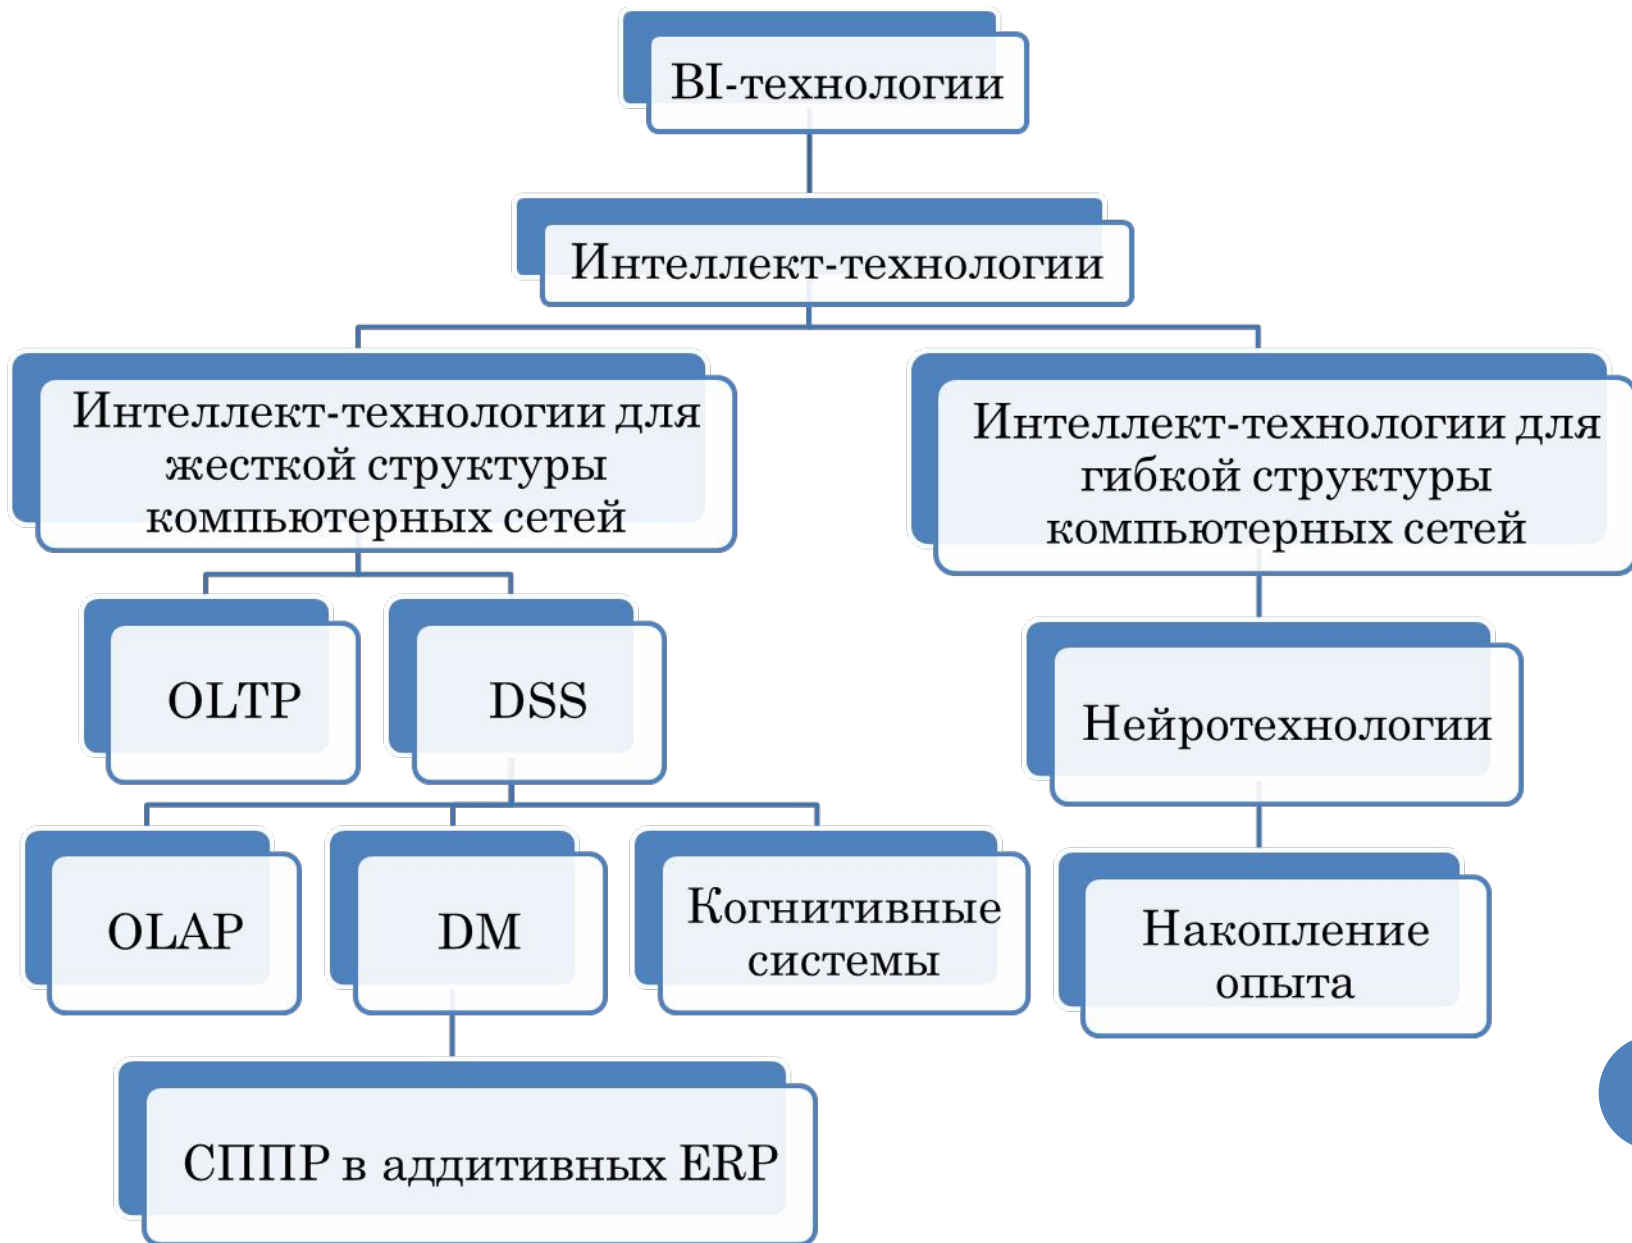 BI-технологии
Интеллект-технологии
Интеллект-технологии для
жесткой структуры
компьютерных сетей
Интеллект-технологии для
гибкой структуры
компьютерных сетей
OLTP
DSS
Нейротехнологии
OLAP
DM
Когнитивные
системы
Накопление
опыта
СППР в аддитивных ERP